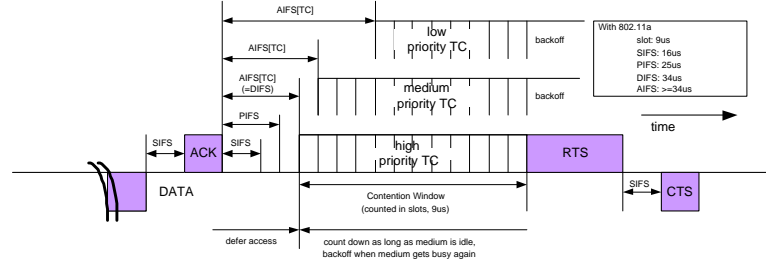 AIFS[TC]
low
priority TC
backoff
With 802.11a
slot: 9us
SIFS: 16us
PIFS: 25us
DIFS: 34us
AIFS: >=34us
AIFS[TC]
AIFS[TC]
(=DIFS)
medium
priority TC
backoff
PIFS
time
SIFS
ACK
SIFS
high
priority TC
RTS
DATA
Contention Window
(counted in slots, 9us)
SIFS
CTS
defer access
count down as long as medium is idle,
backoff when medium gets busy again